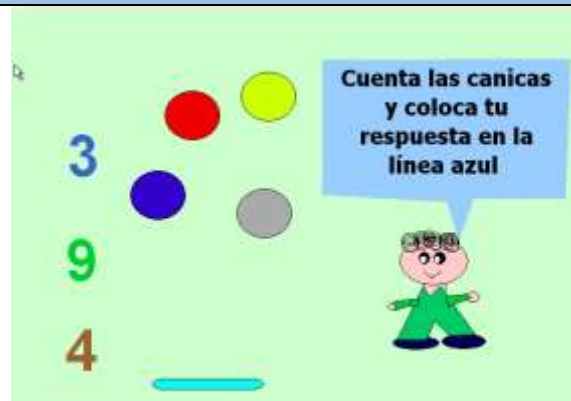 Cuenta las canicas
y coloca tu
respuesta en la
línea azul
3
9
4